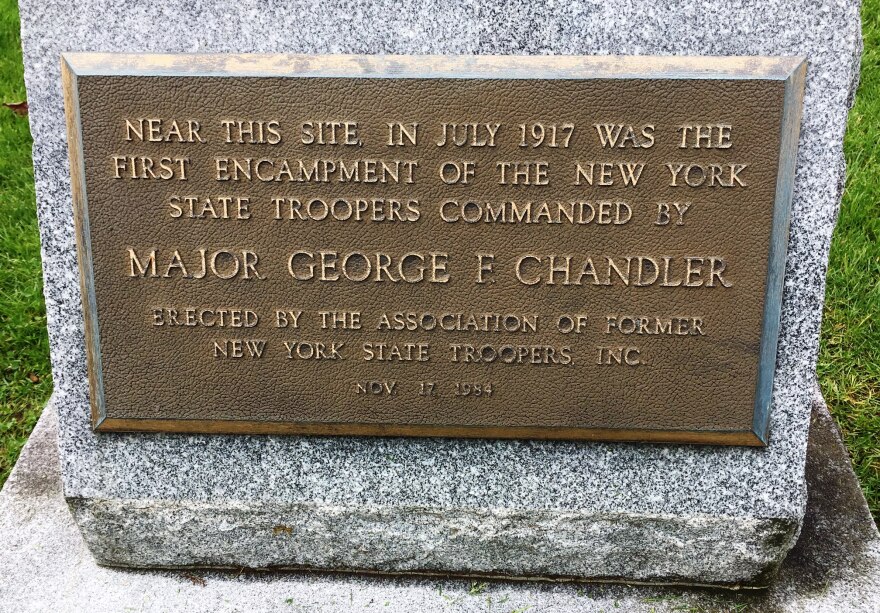 NEAR THIS SITE, IN JULY 1917 WAS THE
FIRST ENCAMPMENT OF THE NEW YORK
STATE TROOPERS COMMANDED BY
MAJOR GEORGE F. CHANDLER
ERECTED BY THE ASSOCIATION OF FORMER
NEW YORK STATE TROOPERS, INC.
NOV. 17, 1984